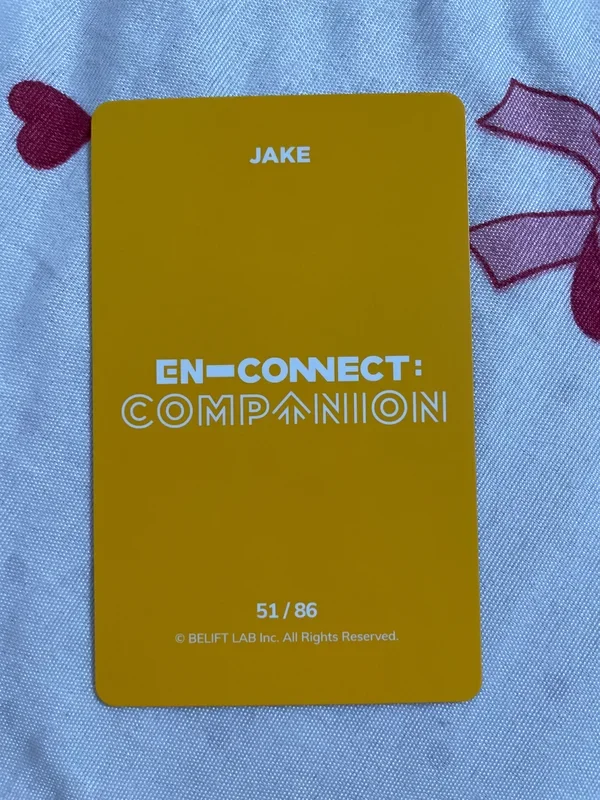 JAKE
EN-CONNECT:
COMPANION
51 / 86
© BELIFT LAB Inc. All Rights Reserved.